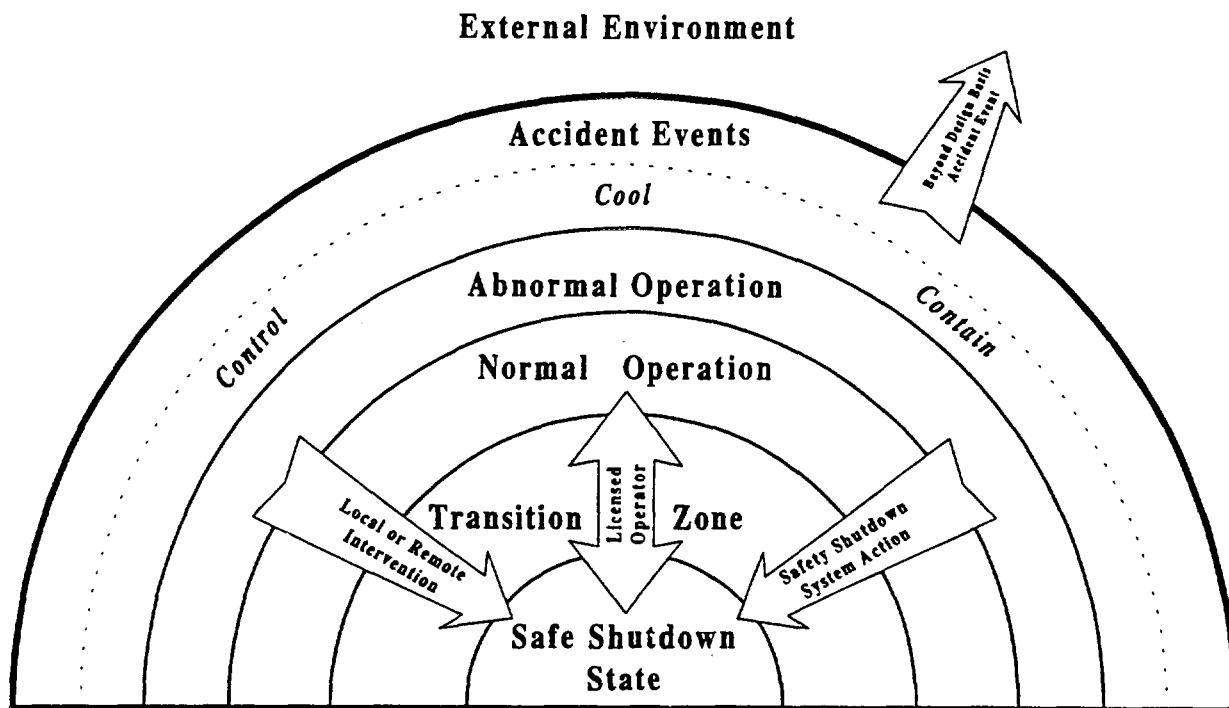 External Environment
Beyond Design Basis
Accident Event
Accident Events
Cool
Control
Contain
Abnormal Operation
Normal Operation
Licensed
Operator
Transition Zone
Local or Remote
Intervention
Safety Shutdown
System Action
Safe Shutdown
State